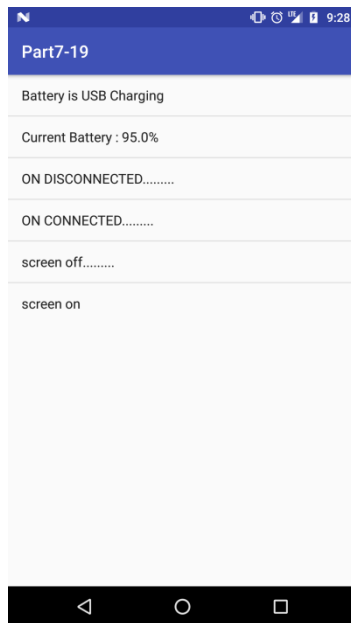 N LTE 9:28
Part7-19
Battery is USB Charging
Current Battery : 95.0%
ON DISCONNECTED.........
ON CONNECTED.........
screen off.........
screen on